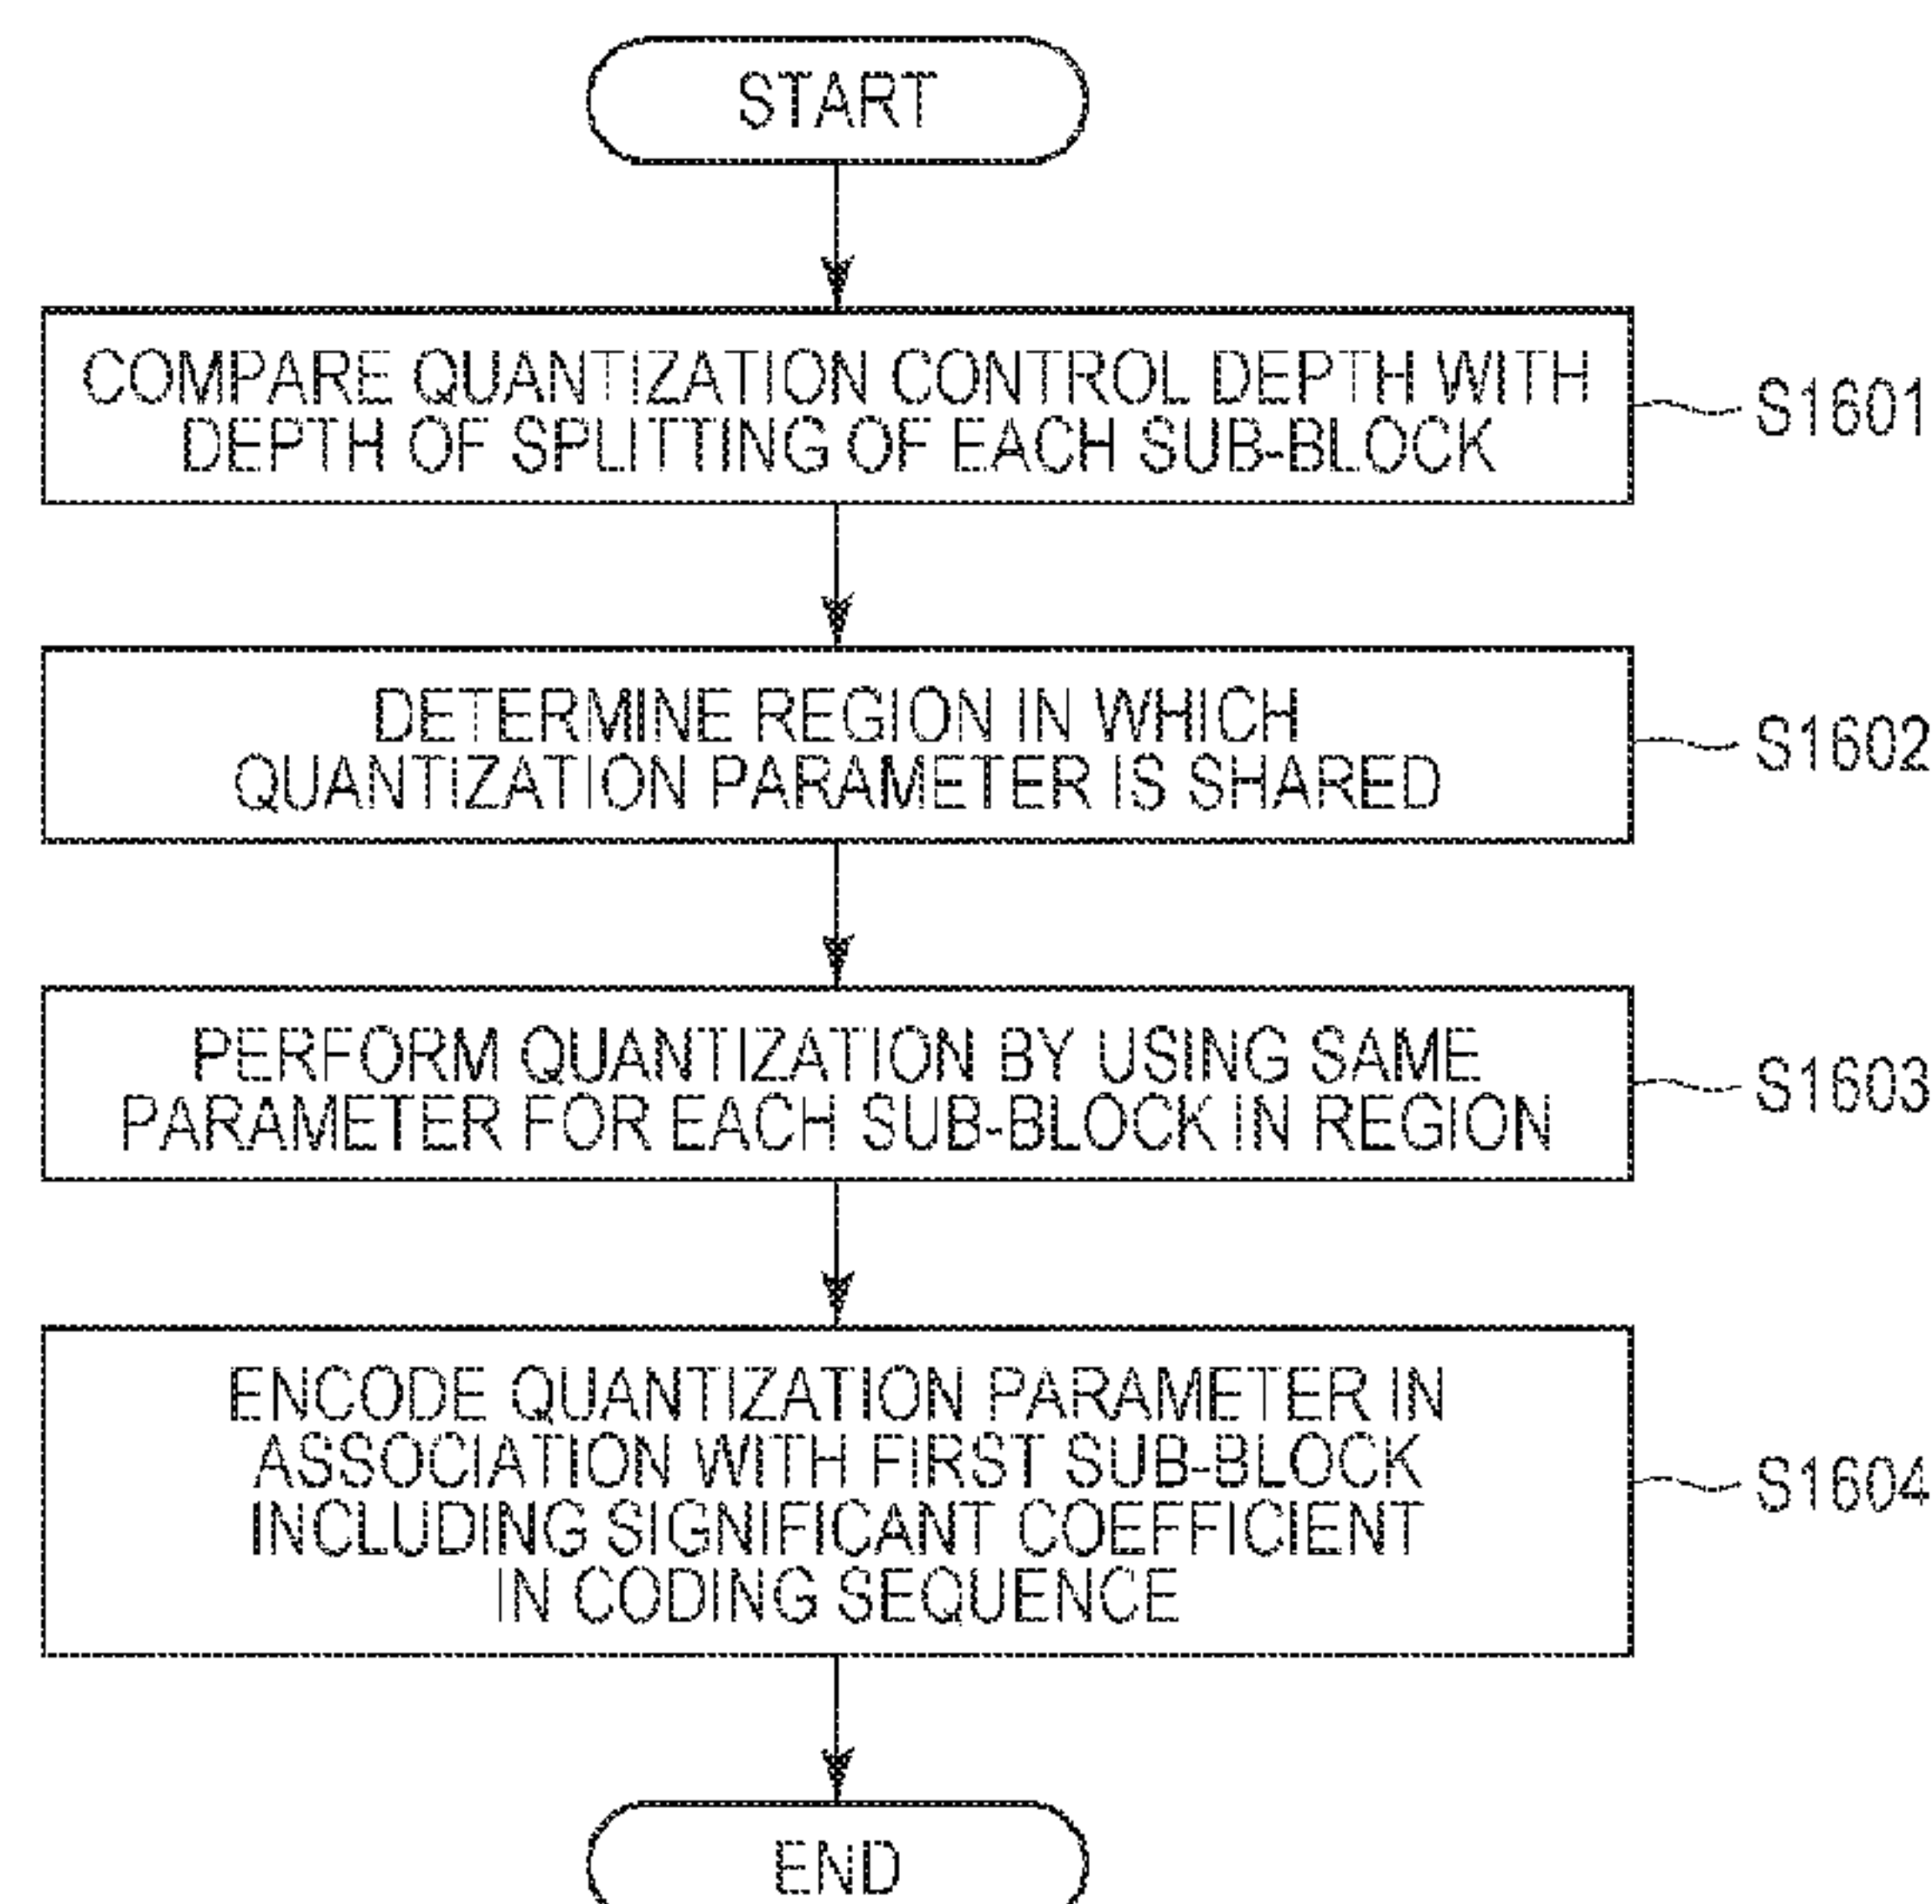 START
COMPARE QUANTIZATION CONTROL DEPTH WITH
DEPTH OF SPLITTING OF EACH SUB-BLOCK
S1601
DETERMINE REGION IN WHICH
QUANTIZATION PARAMETER IS SHARED
S1602
PERFORM QUANTIZATION BY USING SAME
PARAMETER FOR EACH SUB-BLOCK IN REGION
S1603
ENCODE QUANTIZATION PARAMETER IN
ASSOCIATION WITH FIRST SUB-BLOCK
INCLUDING SIGNIFICANT COEFFICIENT
IN CODING SEQUENCE
S1604
END